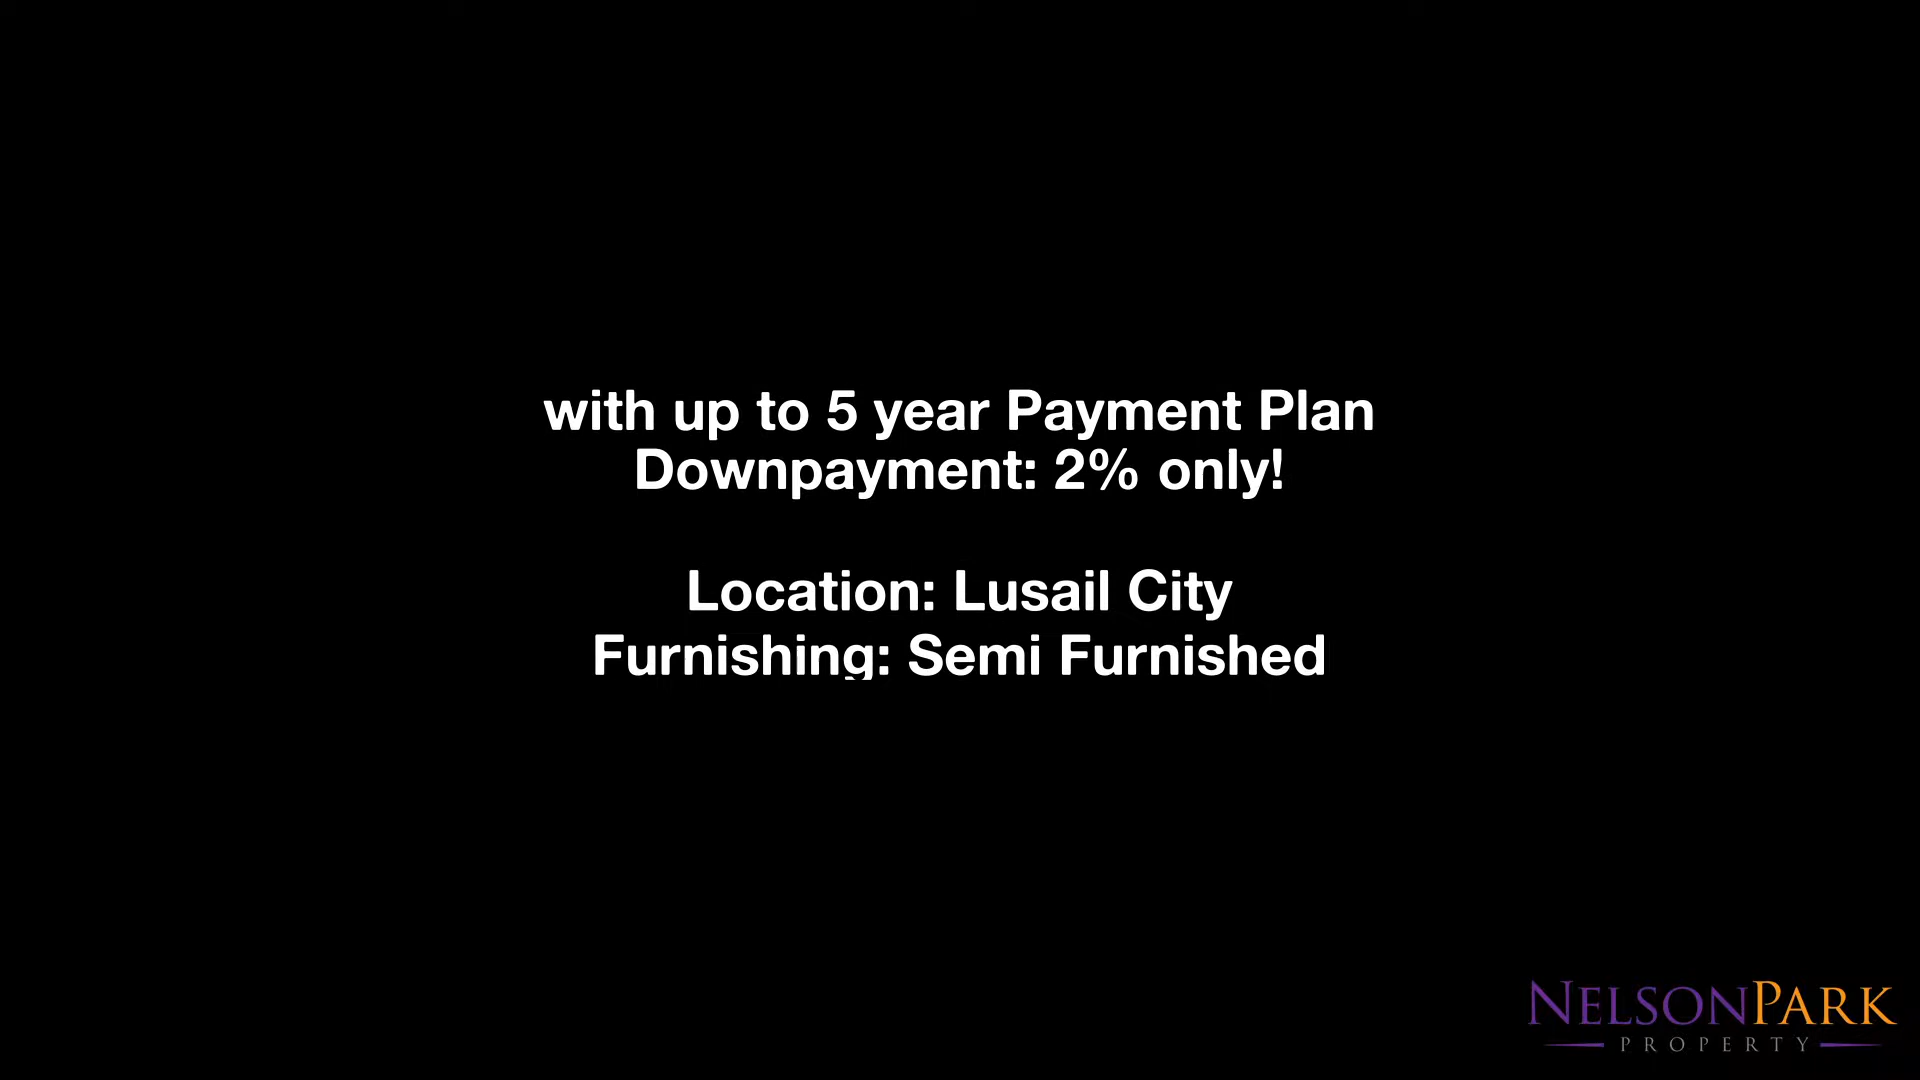 with up to 5 year Payment Plan
Downpayment: 2% only!
Location: Lusail City
Furnishing: Semi Furnished
NELSONPARK
PROPERTY